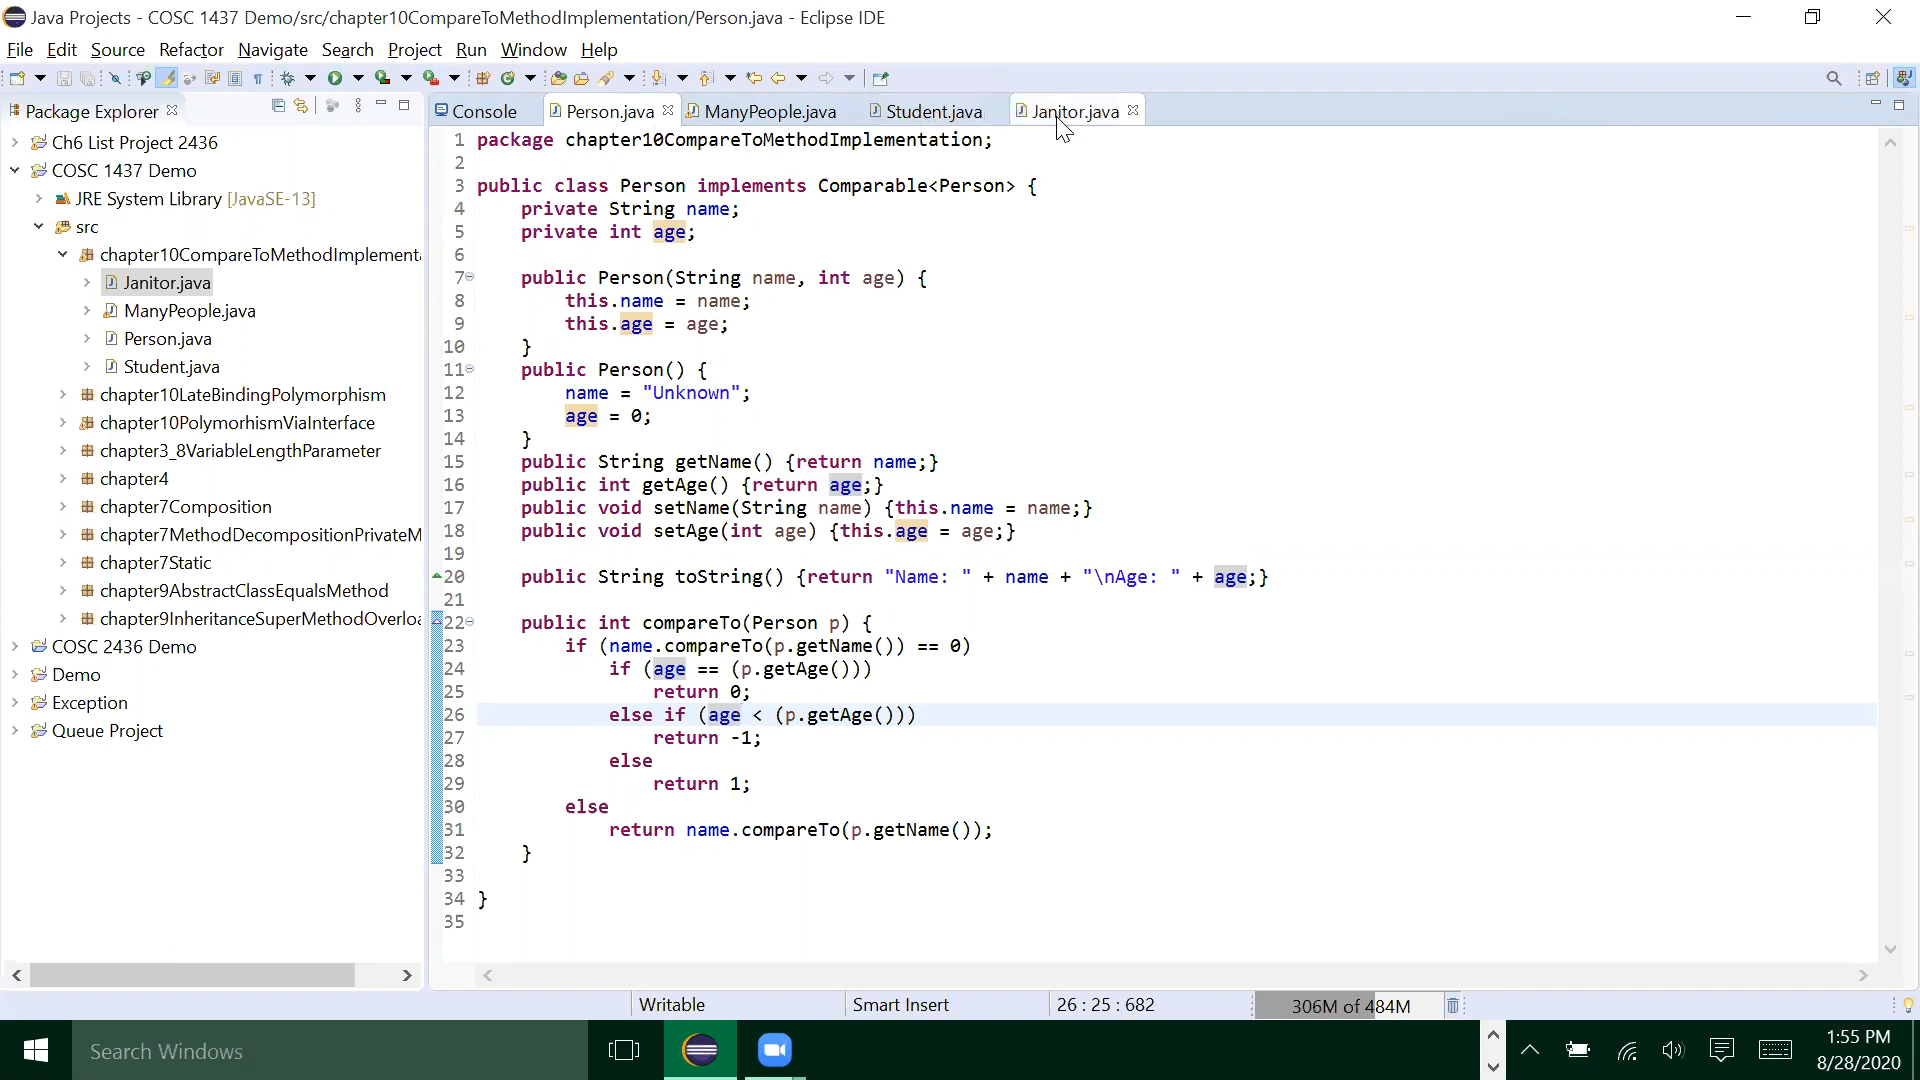 Java Projects - COSC 1437 Demo/src/chapter10CompareToMethodImplementation/Person.java - Eclipse IDE
File Edit Source Refactor Navigate Search Project Run Window Help
Package Explorer
Console Person.java ManyPeople.java Student.java Janitor.java
Ch6 List Project 2436
COSC 1437 Demo
JRE System Library [JavaSE-13]
src
chapter10CompareToMethodImplement
Janitor.java
ManyPeople.java
Person.java
Student.java
chapter10LateBindingPolymorphism
chapter10PolymorhismViaInterface
chapter3_8VariableLengthParameter
chapter4
chapter7Composition
chapter7MethodDecompositionPrivateM
chapter7Static
chapter9AbstractClassEqualsMethod
chapter9InheritanceSuperMethodOverloa
COSC 2436 Demo
Demo
Exception
Queue Project
1 package chapter10CompareToMethodImplementation;
2
3 public class Person implements Comparable<Person> {
4 private String name;
5 private int age;
6
7 public Person(String name, int age) {
8 this.name = name;
9 this.age = age;
10 }
11 public Person() {
12 name = "Unknown";
13 age = 0;
14 }
15 public String getName() {return name;}
16 public int getAge() {return age;}
17 public void setName(String name) {this.name = name;}
18 public void setAge(int age) {this.age = age;}
19
20 public String toString() {return "Name: " + name + "\nAge: " + age;}
21
22 public int compareTo(Person p) {
23 if (name.compareTo(p.getName()) == 0)
24 if (age == (p.getAge()))
25 return 0;
26 else if (age < (p.getAge()))
27 return -1;
28 else
29 return 1;
30 else
31 return name.compareTo(p.getName());
32 }
33
34 }
35
Writable Smart Insert 26 : 25 : 682 306M of 484M
Search Windows
1:55 PM
8/28/2020